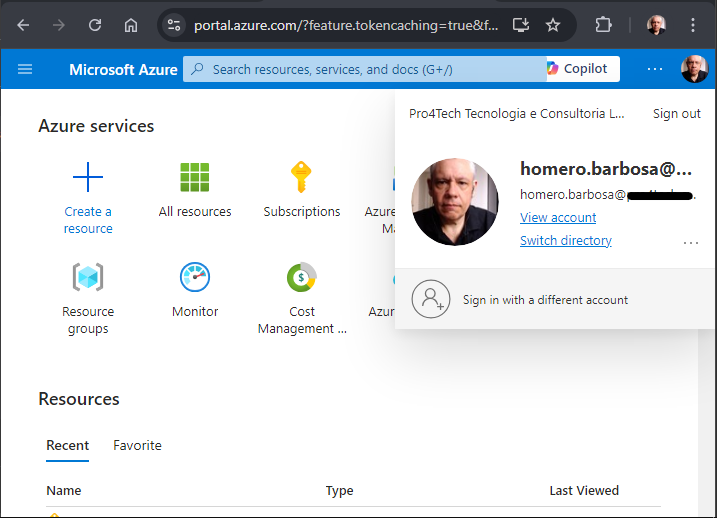 portal.azure.com/?feature.tokencaching=true&f...
Microsoft Azure
Search resources, services, and docs (G+/)
Copilot
Pro4Tech Tecnologia e Consultoria L...
Sign out
homero.barbosa@...
homero.barbosa@
View account
Switch directory
Sign in with a different account
Azure services
Create a
resource
All resources
Subscriptions
Azure
Ma
Resource
groups
Monitor
Cost
Management ...
Azur
Resources
Recent
Favorite
Name
Type
Last Viewed